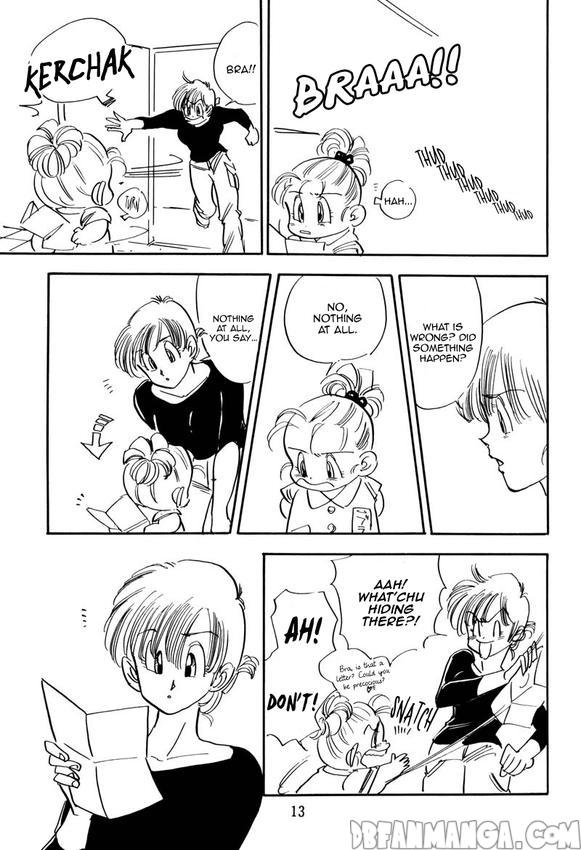 BRAAA!!
HAH...
THUD
THUD
THUD
THUD
THUD
THUD
BRA!!
KERCHAK
WHAT IS
WRONG? DID
SOMETHING
HAPPEN?
NO,
NOTHING
AT ALL.
NOTHING
AT ALL,
YOU SAY...
AAH!
WHAT'CHU
HIDING
THERE?!
SNATCH
Bra, is that a
letter? Could you
be precocious?
AH!
DON'T!
13
DBFANMANGA.COM